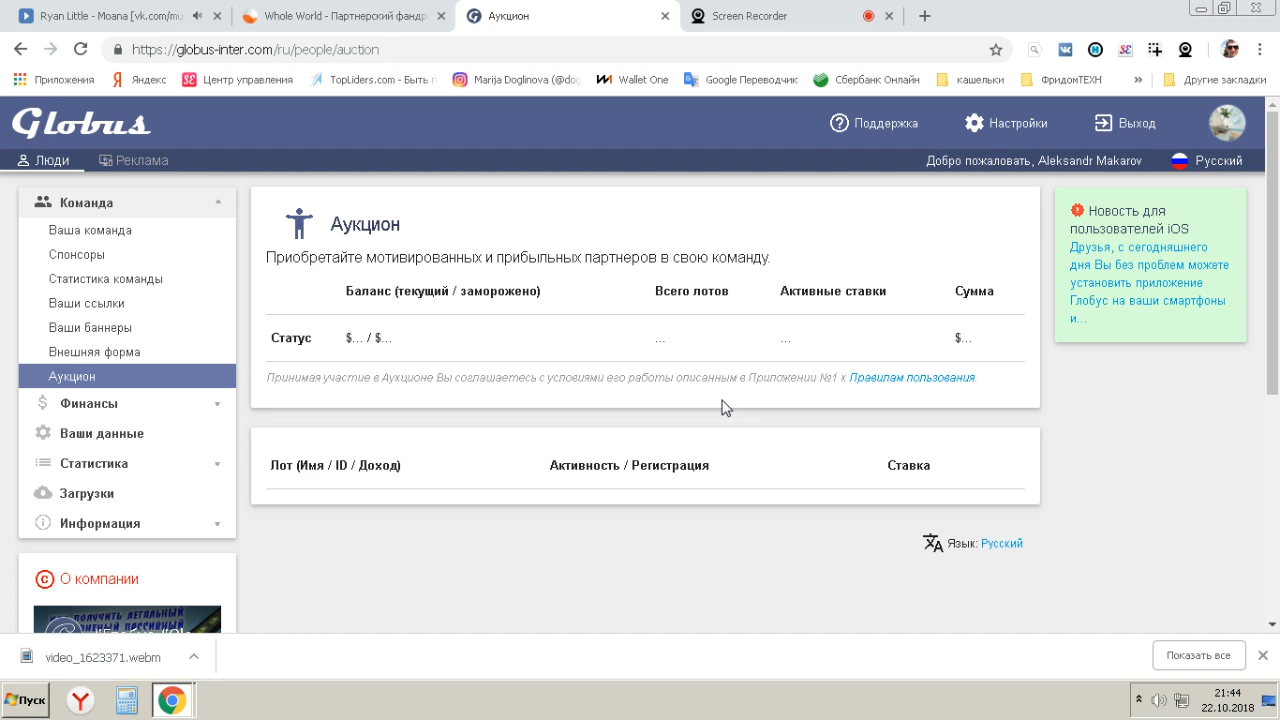 Ryan Little - Moana [vk.com/mu
Whole World - Партнерский фандр
Аукцион
Screen Recorder
https://globus-inter.com/ru/people/auction
Приложения
Яндекс
Центр управления
TopLiders.com - Быть п
Marija Doglinova (@dog
Wallet One
Google Переводчик
Сбербанк Онлайн
кашельки
ФридонТЕХН
»
Другие закладки
Globus
Поддержка
Настройки
Выход
Люди
Реклама
Добро пожаловать, Aleksandr Makarov
Русский
Команда
Ваша команда
Спонсоры
Статистика команды
Ваши ссылки
Ваши баннеры
Внешняя форма
Аукцион
Финансы
Ваши данные
Статистика
Загрузки
Информация
О компании
ПОЛУЧИТЬ ЛЕГАЛЬНЫЙ
Аукцион
Приобретайте мотивированных и прибыльных партнеров в свою команду.
Баланс (текущий / заморожено)
Всего лотов
Активные ставки
Сумма
Статус
$... / $...
...
...
$...
Принимая участие в Аукционе Вы соглашаетесь с условиями его работы описанным в Приложении №1 к Правилам пользования.
Лот (Имя / ID / Доход)
Активность / Регистрация
Ставка
Язык: Русский
Новость для
пользователей iOS
Друзья, с сегодняшнего
дня Вы без проблем можете
установить приложение
Глобус на ваши смартфоны
и...
video_1623371.webm
Показать все
Пуск
21:44
22.10.2018